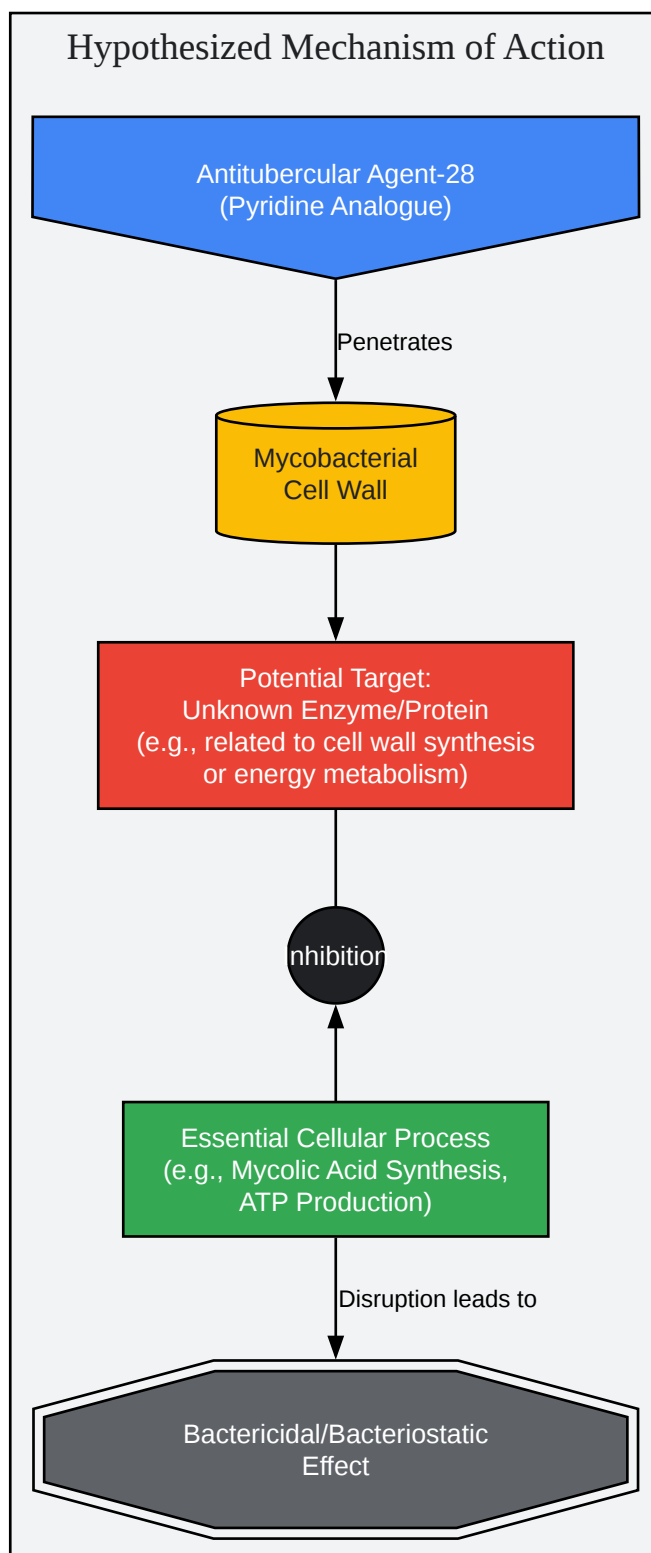 Hypothesized Mechanism of Action
Antitubercular Agent-28
(Pyridine Analogue)
Penetrates
Mycobacterial
Cell Wall
Potential Target:
Unknown Enzyme/Protein
(e.g., related to cell wall synthesis
or energy metabolism)
Inhibition
Essential Cellular Process
(e.g., Mycolic Acid Synthesis,
ATP Production)
Disruption leads to
Bactericidal/Bacteriostatic
Effect